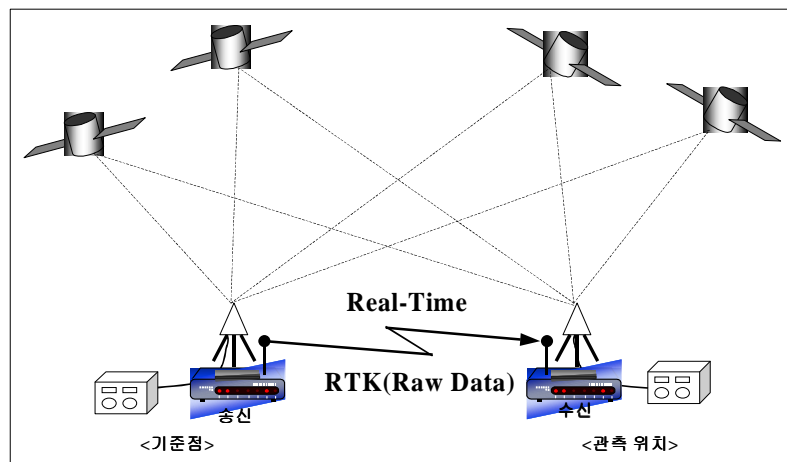 Real-Time
RTK(Raw Data)
송신
수신
<기준점>
<관측 위치>